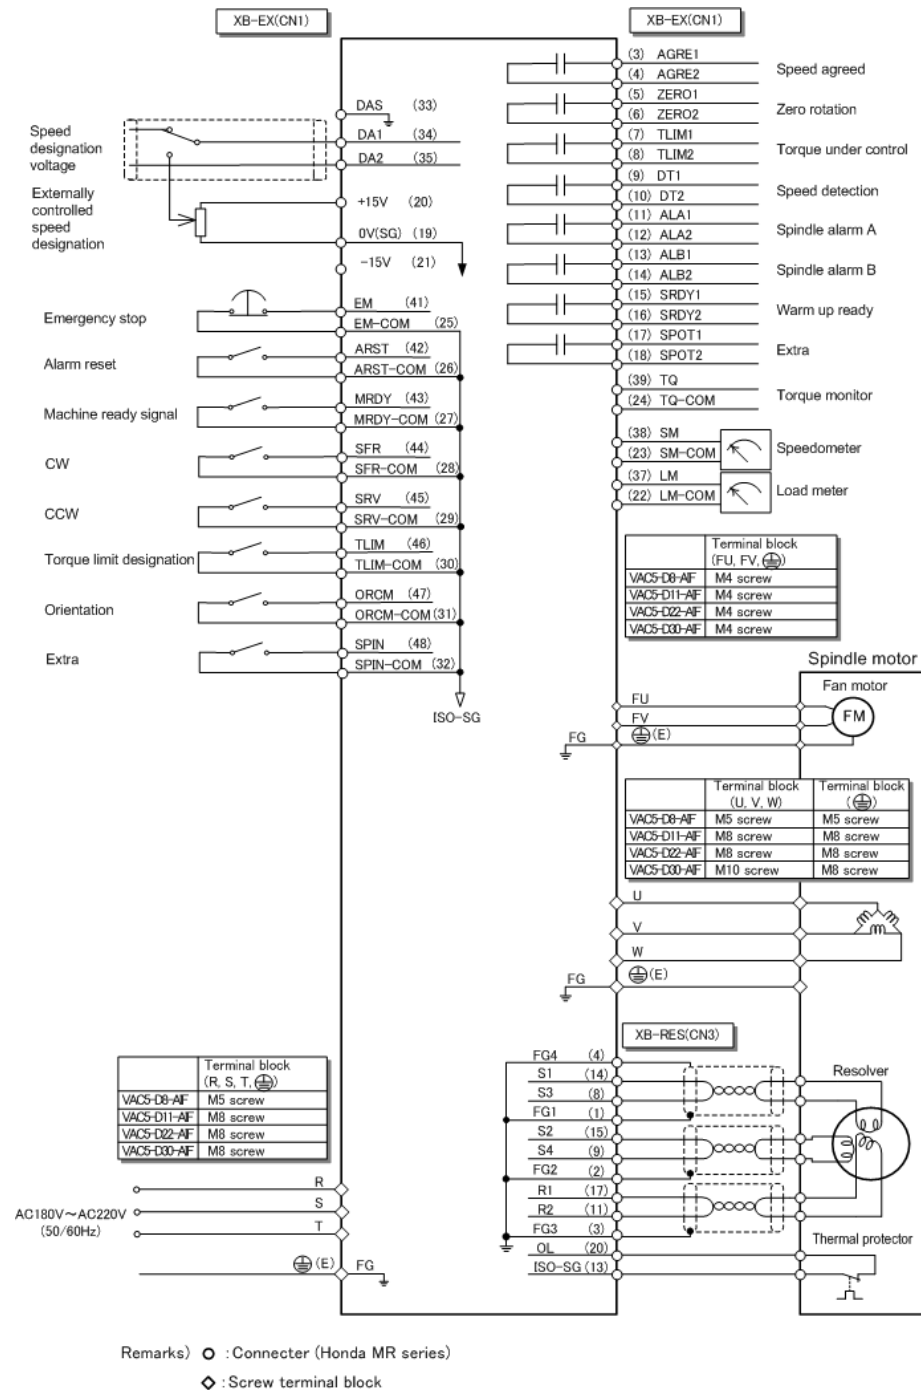 XB-EX(CN1)
XB-EX(CN1)
Speed
designation
voltage
Externally
controlled
speed
designation
DAS (33)
DA1 (34)
DA2 (35)
+15V (20)
0V(SG) (19)
-15V (21)
Emergency stop
EM (41)
EM-COM (25)
Alarm reset
ARST (42)
ARST-COM (26)
Machine ready signal
MRDY (43)
MRDY-COM (27)
CW
SFR (44)
SFR-COM (28)
CCW
SRV (45)
SRV-COM (29)
Torque limit designation
TLIM (46)
TLIM-COM (30)
Orientation
ORCM (47)
ORCM-COM(31)
Extra
SPIN (48)
SPIN-COM (32)
ISO-SG
(3) AGRE1
(4) AGRE2
Speed agreed
(5) ZERO1
(6) ZERO2
Zero rotation
(7) TLIM1
(8) TLIM2
Torque under control
(9) DT1
(10) DT2
Speed detection
(11) ALA1
(12) ALA2
Spindle alarm A
(13) ALB1
(14) ALB2
Spindle alarm B
(15) SRDY1
(16) SRDY2
Warm up ready
(17) SPOT1
(18) SPOT2
Extra
(39) TQ
(24) TQ-COM
Torque monitor
(38) SM
(23) SM-COM
Speedometer
(37) LM
(22) LM-COM
Load meter
Terminal block
(FU, FV, )
VAC5-D8-AIF M4 screw
VAC5-D11-AIF M4 screw
VAC5-D22-AIF M4 screw
VAC5-D30-AIF M4 screw
Spindle motor
Fan motor
FM
FU
FV
FG (E)
Terminal block Terminal block
(U, V, W) ( )
VAC5-D8-AIF M5 screw M5 screw
VAC5-D11-AIF M8 screw M8 screw
VAC5-D22-AIF M8 screw M8 screw
VAC5-D30-AIF M10 screw M8 screw
U
V
W
FG (E)
XB-RES(CN3)
Resolver
FG4 (4)
S1 (14)
S3 (8)
FG1 (1)
S2 (15)
S4 (9)
FG2 (2)
R1 (17)
R2 (11)
FG3 (3)
OL (20)
ISO-SG (13)
Thermal protector
Terminal block
(R, S, T, )
VAC5-D8-AIF M5 screw
VAC5-D11-AIF M8 screw
VAC5-D22-AIF M8 screw
VAC5-D30-AIF M8 screw
AC180V～AC220V
(50/60Hz)
R
S
T
(E) FG
Remarks) :Connecter (Honda MR series)
:Screw terminal block